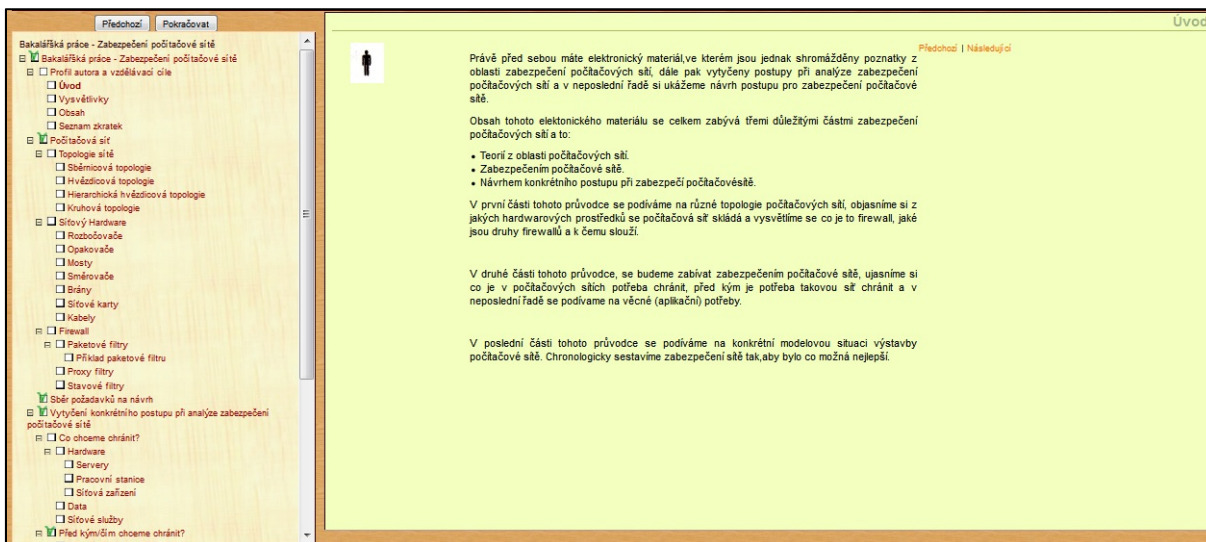 Předchozí
Pokračovat
Bakalářská práce - Zabezpečení počítačové sítě
Bakalářská práce - Zabezpečení počítačové sítě
Profil autora a vzdělávací cíle
Úvod
Vysvětlivky
Obsah
Seznam zkratek
Počítačová síť
Topologie sítě
Sběrnicová topologie
Hvězdicová topologie
Hierarchická hvězdicová topologie
Kruhová topologie
Síťový Hardware
Rozbočovače
Opakovače
Mosty
Směrovače
Brány
Síťové karty
Kabely
Firewall
Paketové filtry
Příklad paketové filtru
Proxy filtry
Stavové filtry
Sběr požadavků na návrh
Vytyčení konkrétního postupu při analýze zabezpečení
počítačové sítě
Co chceme chránit?
Hardware
Servery
Pracovní stanice
Síťová zařízení
Data
Síťové služby
Před kým/čím chceme chránit?
Úvod
Předchozí | Následující
Právě před sebou máte elektronický materiál,ve kterém jsou jednak shromážděny poznatky z
oblasti zabezpečení počítačových sítí, dále pak vytyčeny postupy při analýze zabezpečení
počítačových sítí a v neposlední řadě si ukážeme návrh postupu pro zabezpečení počítačové
sítě.
Obsah tohoto elektonického materiálu se celkem zabývá třemi důležitými částmi zabezpečení
počítačových sítí a to:
• Teorií z oblasti počítačových sítí.
• Zabezpečením počítačové sítě.
• Návrhem konkrétního postupu při zabezpečí počítačovésítě.
V první části tohoto průvodce se podíváme na různé topologie počítačových sítí, objasníme si z
jakých hardwarových prostředků se počítačová síť skládá a vysvětlíme se co je to firewall, jaké
jsou druhy firewallů a k čemu slouží.
V druhé části tohoto průvodce, se budeme zabívat zabezpečením počítačové sítě, ujasníme si
co je v počítačových sítích potřeba chránit, před kým je potřeba takovou síť chránit a v
neposlední řadě se podívame na věcné (aplikační) potřeby.
V poslední části tohoto průvodce se podíváme na konkrétní modelovou situaci výstavby
počítačové sítě. Chronologicky sestavíme zabezpečení sítě tak,aby bylo co možná nejlepší.